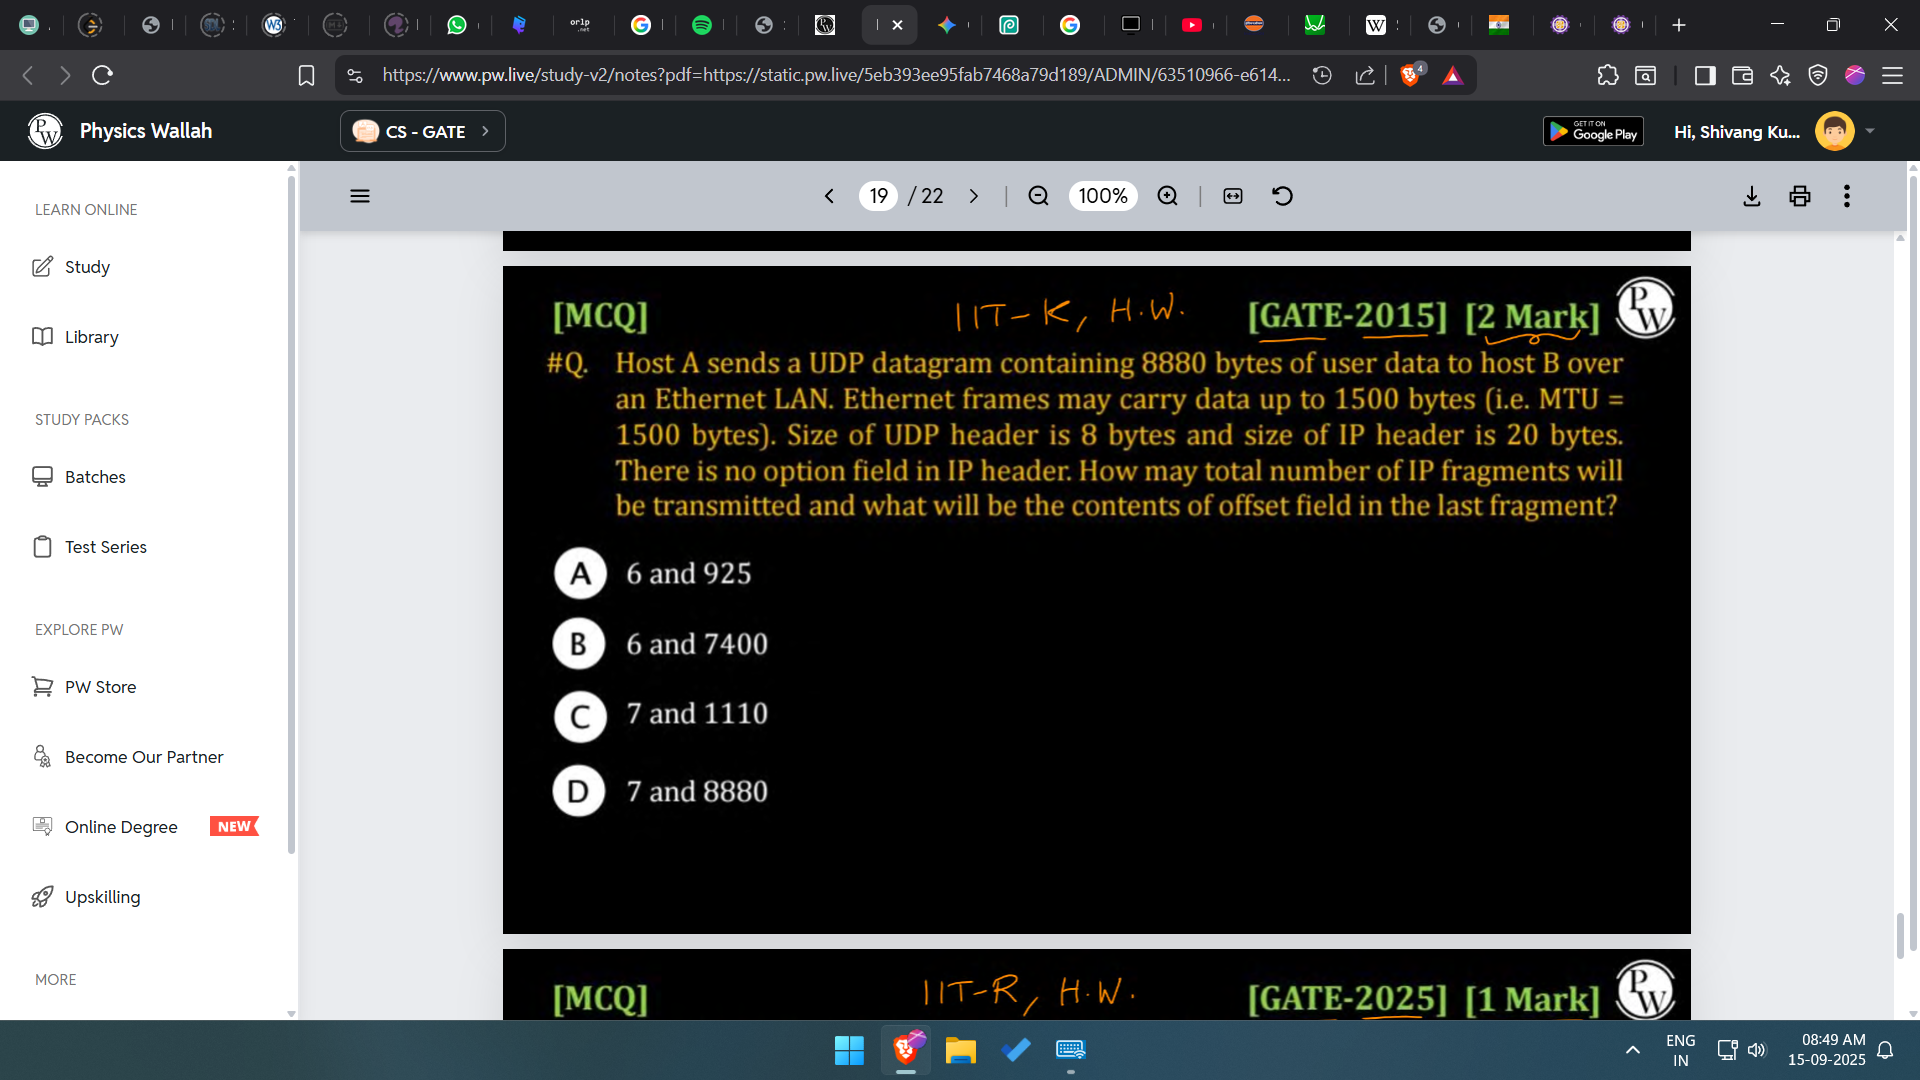 https://www.pw.live/study-v2/notes?pdf=https://static.pw.live/5eb393ee95fab7468a79d189/ADMIN/63510966-e614...
4
PW
Physics Wallah
CS - GATE
GET IT ON
Google Play
Hi, Shivang Ku...
LEARN ONLINE
Study
Library
STUDY PACKS
Batches
Test Series
EXPLORE PW
PW Store
Become Our Partner
Online Degree
NEW
Upskilling
MORE
19 / 22
100%
[MCQ]
IIT-K, H.W.
[GATE-2015] [2 Mark]
PW
#Q. Host A sends a UDP datagram containing 8880 bytes of user data to host B over
an Ethernet LAN. Ethernet frames may carry data up to 1500 bytes (i.e. MTU =
1500 bytes). Size of UDP header is 8 bytes and size of IP header is 20 bytes.
There is no option field in IP header. How may total number of IP fragments will
be transmitted and what will be the contents of offset field in the last fragment?
A 6 and 925
B 6 and 7400
C 7 and 1110
D 7 and 8880
[MCQ]
IIT-R, H.W.
[GATE-2025] [1 Mark]
PW
ENG
IN
08:49 AM
15-09-2025